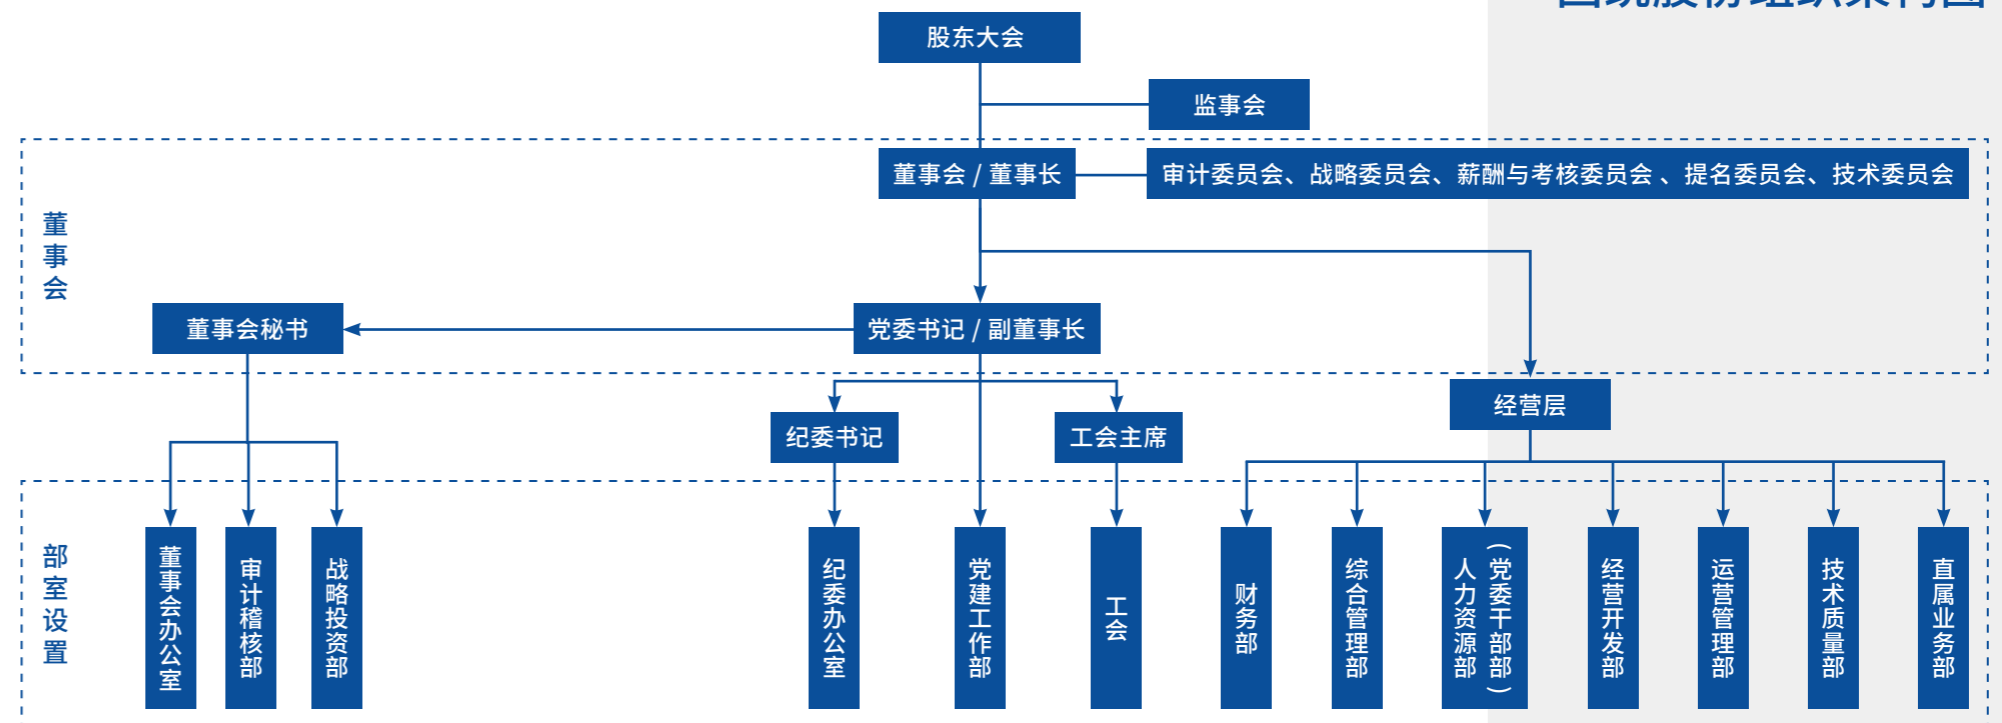 股份组织架构图
股东大会
监事会
董事会 / 董事长
审计委员会、战略委员会、薪酬与考核委员会 、提名委员会、技术委员会
董事会
董事会秘书
党委书记 / 副董事长
经营层
纪委书记
工会主席
部室设置
董事会办公室
审计稽核部
战略投资部
纪委办公室
党建工作部
工会
财务部
综合管理部
人力资源部
（党委干部部）
经营开发部
运营管理部
技术质量部
直属业务部